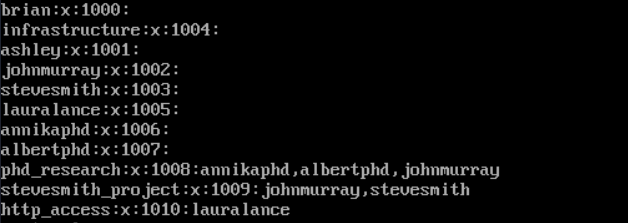 brian:x:1000:
infrastructure:x:1004:
ashley:x:1001:
johnmurray:x:1002:
stevesmith:x:1003:
lauralance:x:1005:
annikaphd:x:1006:
albertphd:x:1007:
phd_research:x:1008:annikaphd,albertphd,johnmurray
stevesmith_project:x:1009:johnmurray,stevesmith
http_access:x:1010:lauralance